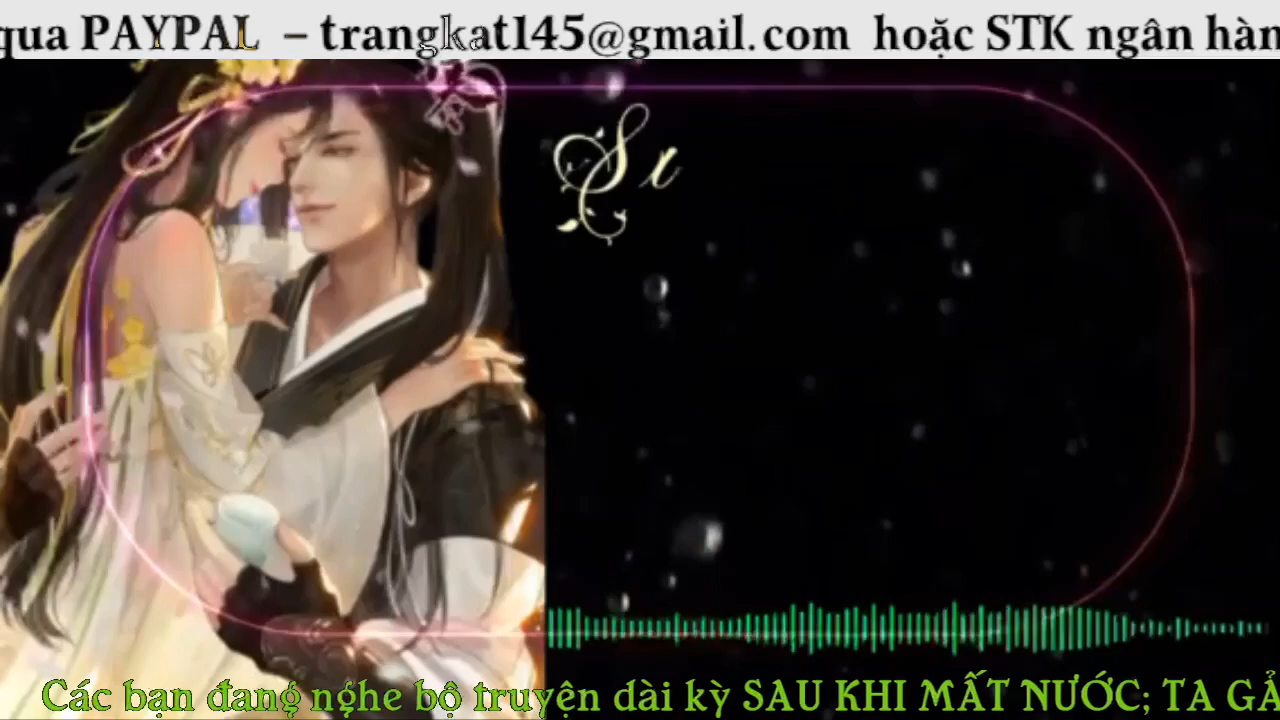 qua PAYPAL – trangkat145@gmail.com hoặc STK ngân hàn
Các bạn đang nghe bộ truyện dài kỳ SAU KHI MẤT NƯỚC; TA GẢ